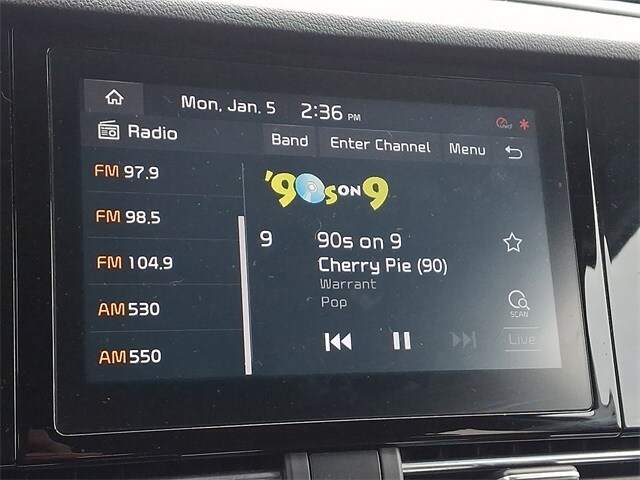 Mon, Jan. 5 2:36 PM
Radio Band Enter Channel Menu
FM 97.9
FM 98.5
FM 104.9
AM 530
AM 550
'90s ON 9
9 90s on 9
Cherry Pie (90)
Warrant
Pop
SCAN
Live